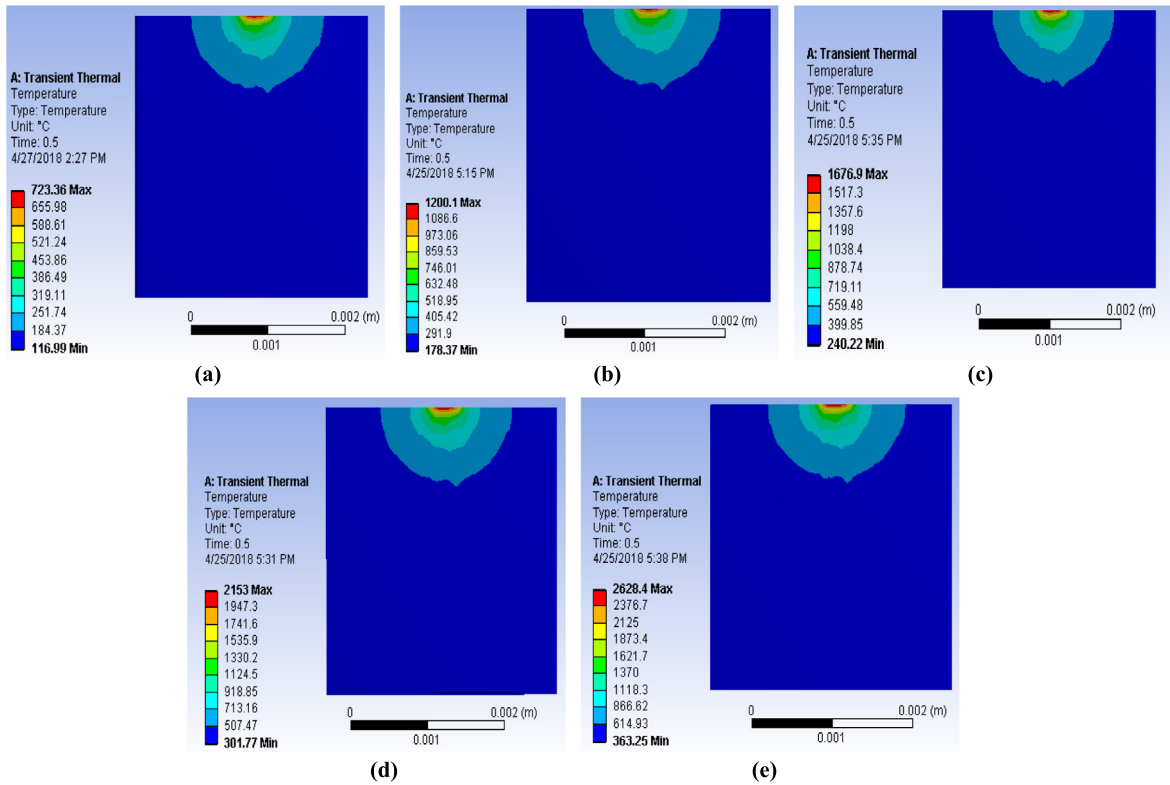 A: Transient Thermal
Temperature
Type: Temperature
Unit: °C
Time: 0.5
4/27/2018 2:27 PM
723.36 Max
655.98
588.61
521.24
453.86
386.49
319.11
251.74
184.37
116.99 Min
0
0.002 (m)
0.001
(a)
A: Transient Thermal
Temperature
Type: Temperature
Unit: °C
Time: 0.5
4/25/2018 5:15 PM
1200.1 Max
1086.6
973.06
859.53
746.01
632.48
518.95
405.42
291.9
178.37 Min
0
0.002 (m)
0.001
(b)
A: Transient Thermal
Temperature
Type: Temperature
Unit: °C
Time: 0.5
4/25/2018 5:35 PM
1676.9 Max
1517.3
1357.6
1198
1038.4
878.74
719.11
559.48
399.85
240.22 Min
0
0.002 (m)
0.001
(c)
A: Transient Thermal
Temperature
Type: Temperature
Unit: °C
Time: 0.5
4/25/2018 5:31 PM
2153 Max
1947.3
1741.6
1535.9
1330.2
1124.5
918.85
713.16
507.47
301.77 Min
0
0.002 (m)
0.001
(d)
A: Transient Thermal
Temperature
Type: Temperature
Unit: °C
Time: 0.5
4/25/2018 5:38 PM
2628.4 Max
2376.7
2125
1873.4
1621.7
1370
1118.3
866.62
614.93
363.25 Min
0
0.002 (m)
0.001
(e)